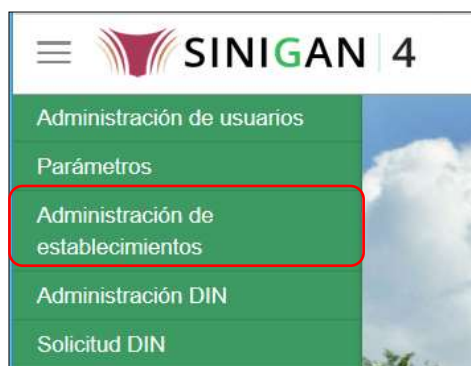 SINIGAN 4
Administración de usuarios
Parámetros
Administración de
establecimientos
Administración DIN
Solicitud DIN